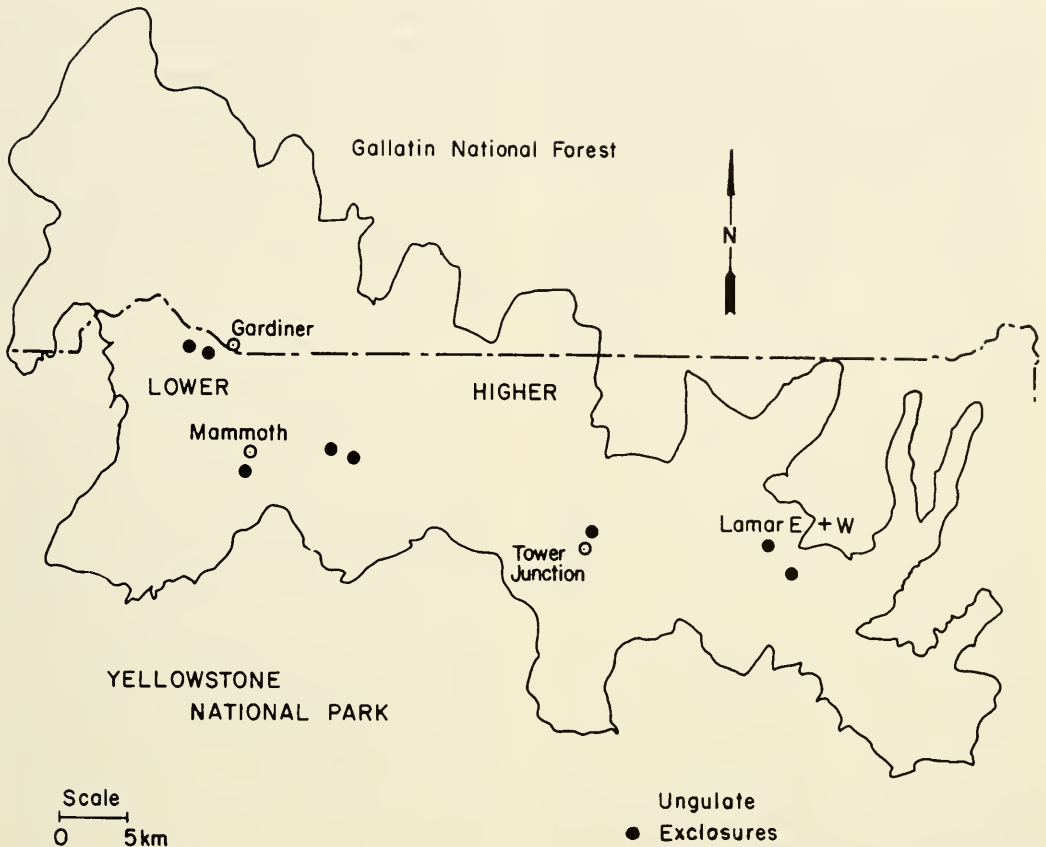 Gallatin National Forest
N
Gardiner
LOWER
HIGHER
Mammoth
Lamar E + W
Tower
Junction
YELLOWSTONE
NATIONAL PARK
Scale
0 5km
Ungulate
Exclosures